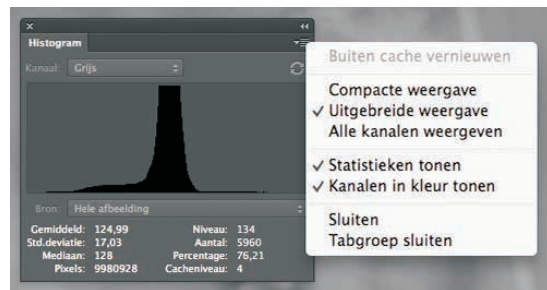 Histogram
Kanaal: Grijs
Bron: Hele afbeelding
Gemiddeld: 124,99 Niveau: 134
Std.deviatie: 17,03 Aantal: 5960
Mediaan: 128 Percentage: 76,21
Pixels: 9980928 Cacheniveau: 4
Buiten cache vernieuwen
Compacte weergave
Uitgebreide weergave
Alle kanalen weergeven
Statistieken tonen
Kanalen in kleur tonen
Sluiten
Tabgroep sluiten